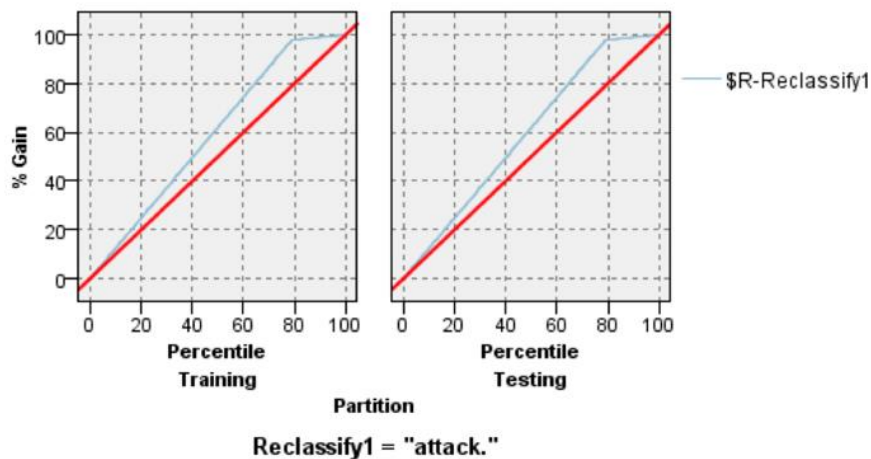 % Gain
100
80
60
40
20
0
0 20 40 60 80 100
Percentile
Training
0 20 40 60 80 100
Percentile
Testing
Partition
Reclassify1 = "attack."
$R-Reclassify1